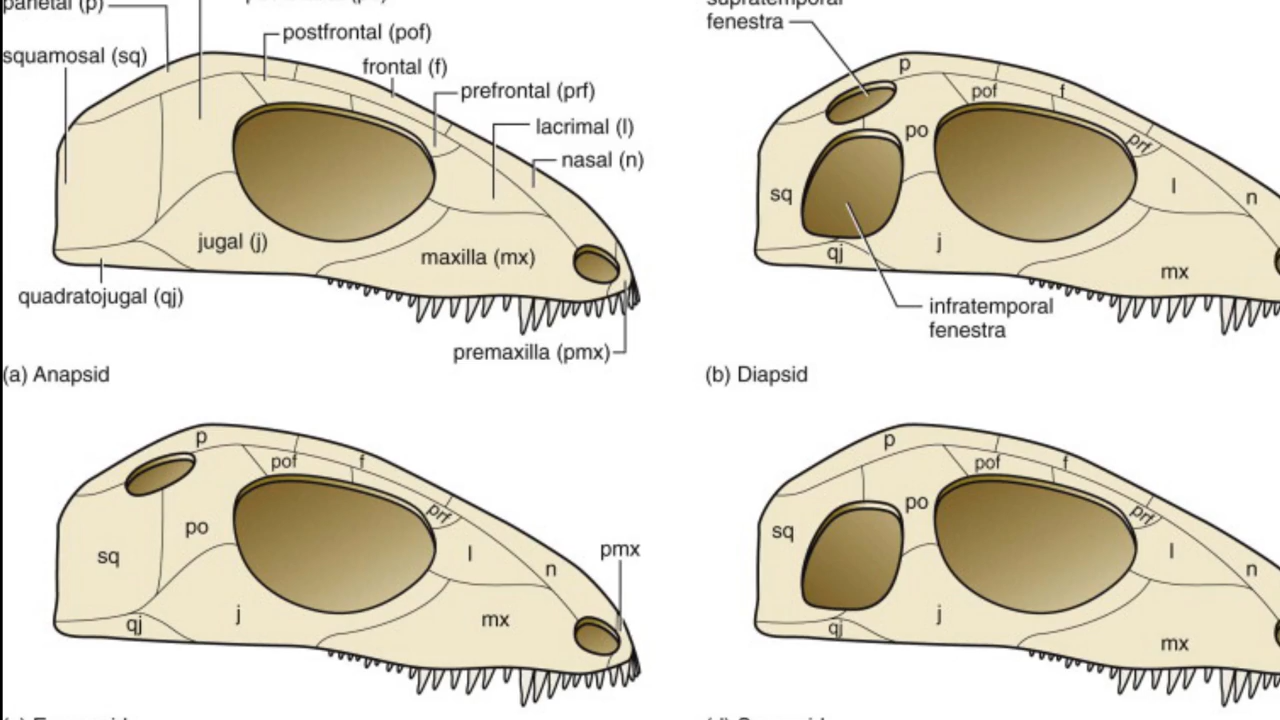 parietal (p)
squamosal (sq)
postfrontal (pof)
frontal (f)
prefrontal (prf)
lacrimal (l)
nasal (n)
jugal (j)
maxilla (mx)
quadratojugal (qj)
premaxilla (pmx)
(a) Anapsid
supratemporal
fenestra
p
pof
f
po
prf
sq
l
n
qj
j
mx
infratemporal
fenestra
(b) Diapsid
p
pof
f
prf
po
sq
l
n
pmx
qj
j
mx
p
pof
f
po
prf
sq
l
n
qj
j
mx